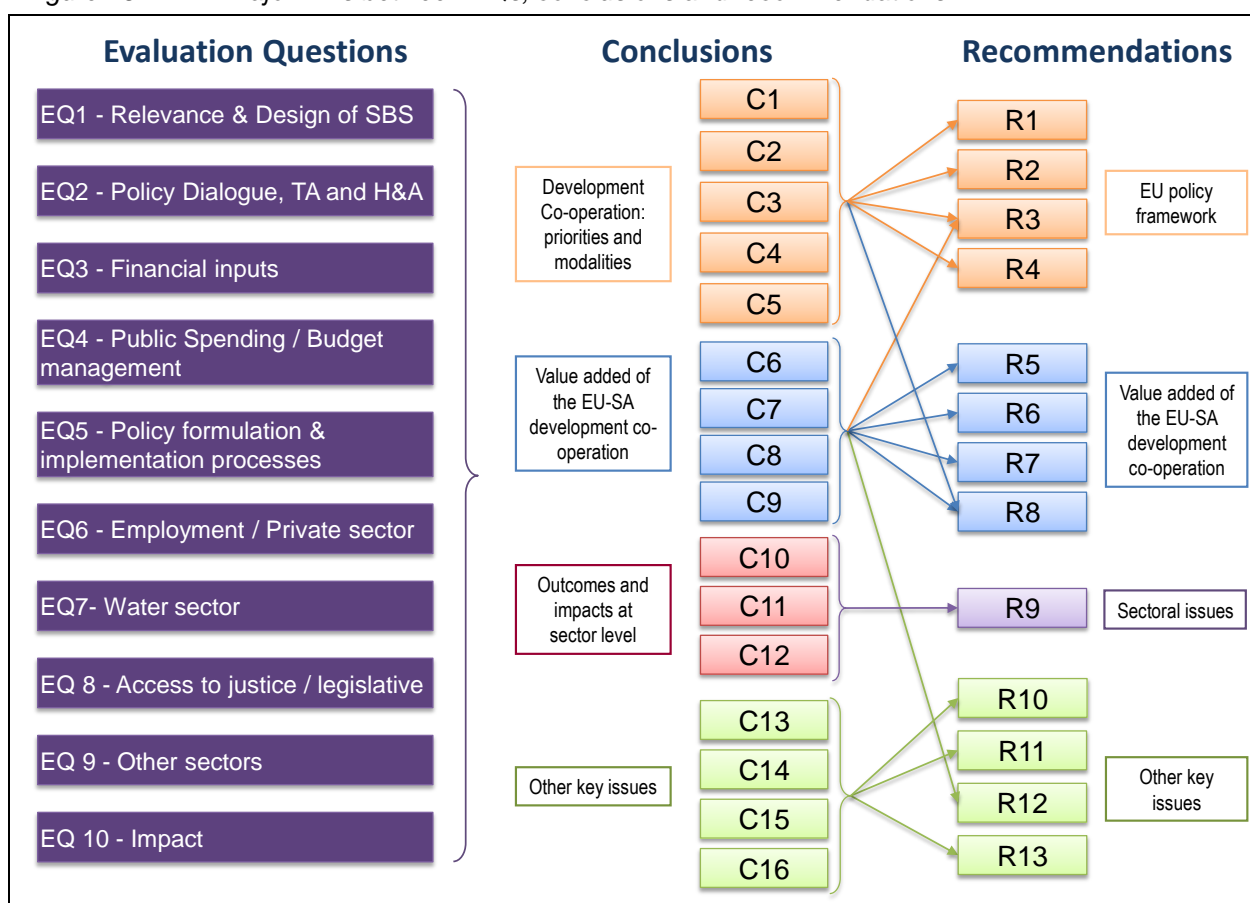 between EQs, conclusions and recommendations
Evaluation Questions
EQ1 - Relevance & Design of SBS
EQ2 - Policy Dialogue, TA and H&A
EQ3 - Financial inputs
EQ4 - Public Spending / Budget
management
EQ5 - Policy formulation &
implementation processes
EQ6 - Employment / Private sector
EQ7- Water sector
EQ 8 - Access to justice / legislative
EQ 9 - Other sectors
EQ 10 - Impact
Conclusions
Development
Co-operation:
priorities and
modalities
C1
C2
C3
C4
C5
Value added of
the EU-SA
development co-
operation
C6
C7
C8
C9
Outcomes and
impacts at
sector level
C10
C11
C12
Other key issues
C13
C14
C15
C16
Recommendations
R1
R2
R3
R4
EU policy
framework
R5
R6
R7
R8
Value added of
the EU-SA
development
co-operation
R9
Sectoral issues
R10
R11
R12
R13
Other key
issues